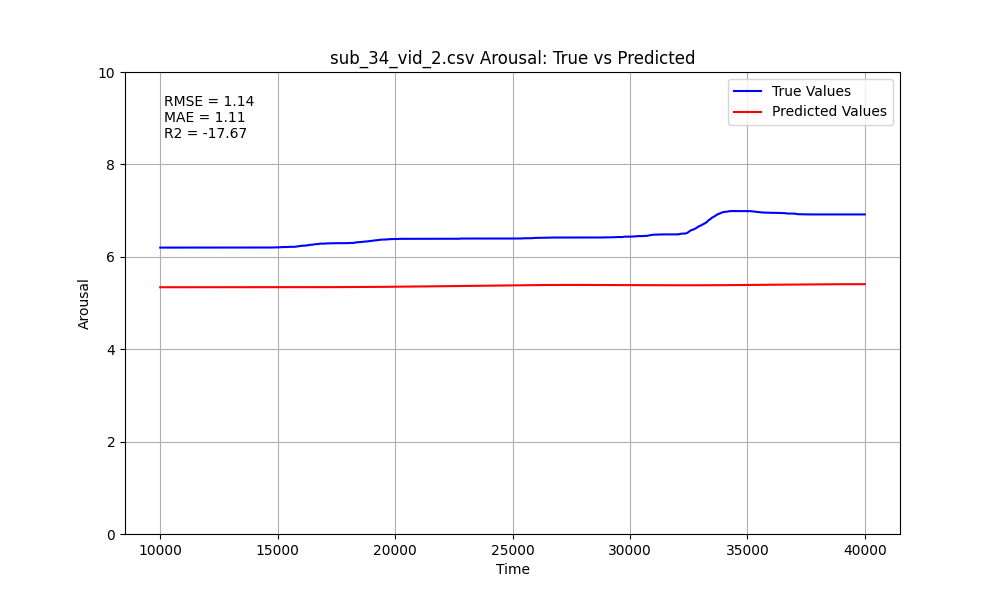 sub_34_vid_2.csv Arousal: True vs Predicted
RMSE = 1.14
MAE = 1.11
R2 = -17.67
True Values
Predicted Values
10
8
6
4
2
0
Arousal
10000 15000 20000 25000 30000 35000 40000
Time